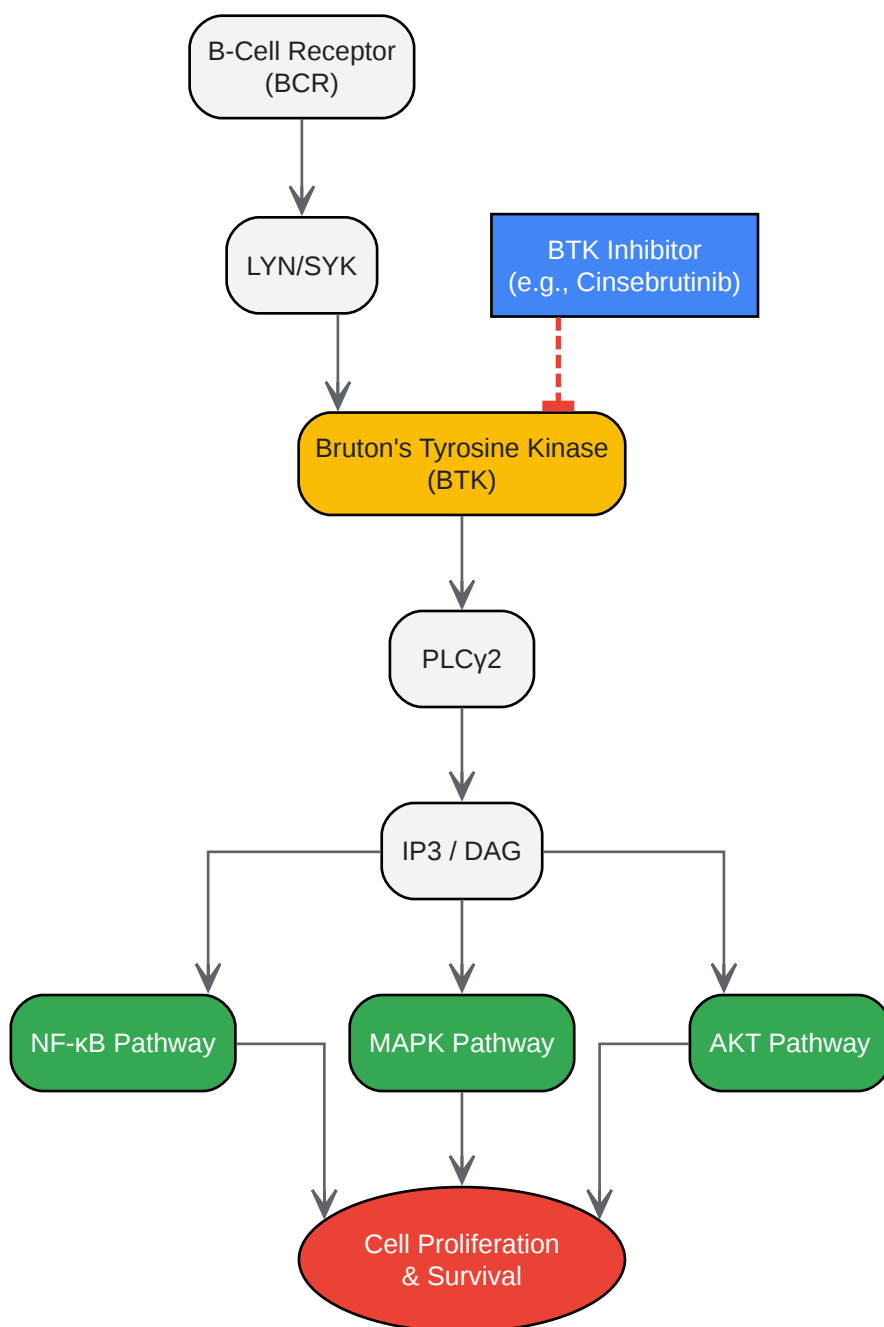 B-Cell Receptor
(BCR)
LYN/SYK
BTK Inhibitor
(e.g., Cinsebrutinib)
Bruton's Tyrosine Kinase
(BTK)
PLCγ2
IP3 / DAG
NF-κB Pathway
MAPK Pathway
AKT Pathway
Cell Proliferation
& Survival